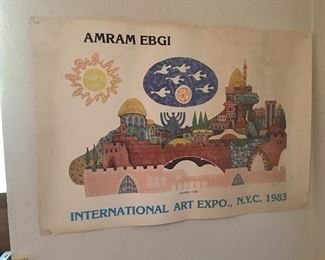 AMRAM EBGI
INTERNATIONAL ART EXPO., N.Y.C. 1983